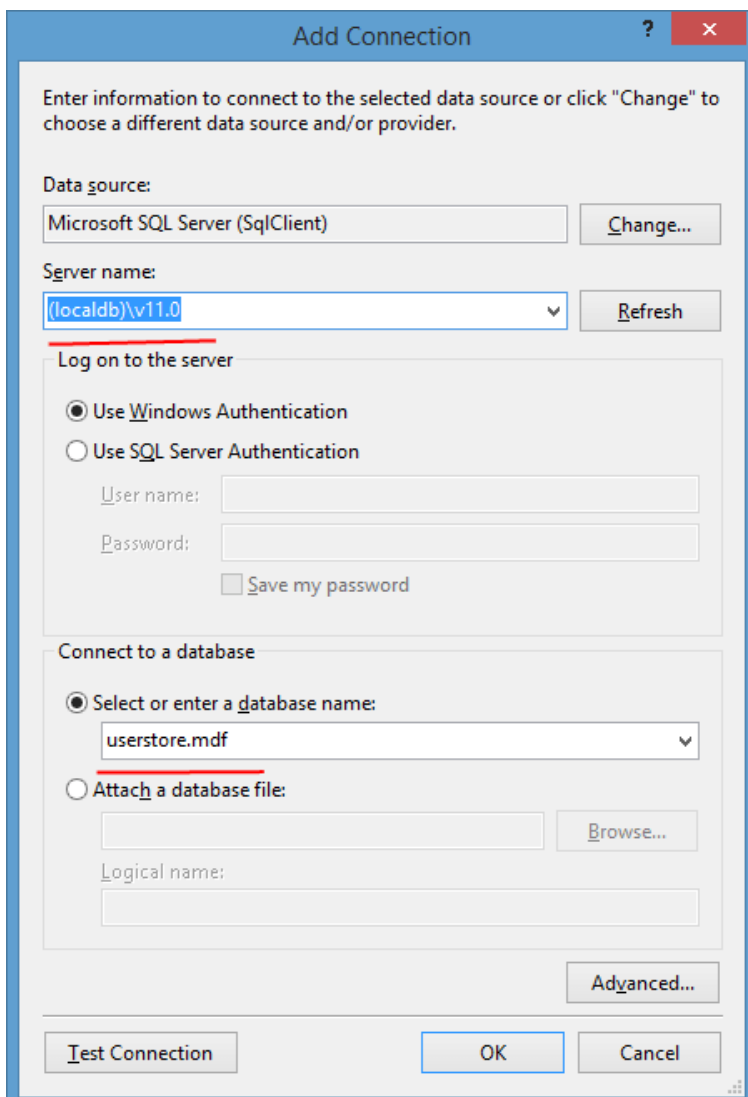 Add Connection
?
Enter information to connect to the selected data source or click "Change" to
choose a different data source and/or provider.
Data source:
Microsoft SQL Server (SqlClient)
Change...
Server name:
(localdb)\v11.0
Refresh
Log on to the server
Use Windows Authentication
Use SQL Server Authentication
User name:
Password:
Save my password
Connect to a database
Select or enter a database name:
userstore.mdf
Attach a database file:
Browse...
Logical name:
Advanced...
Test Connection
OK
Cancel